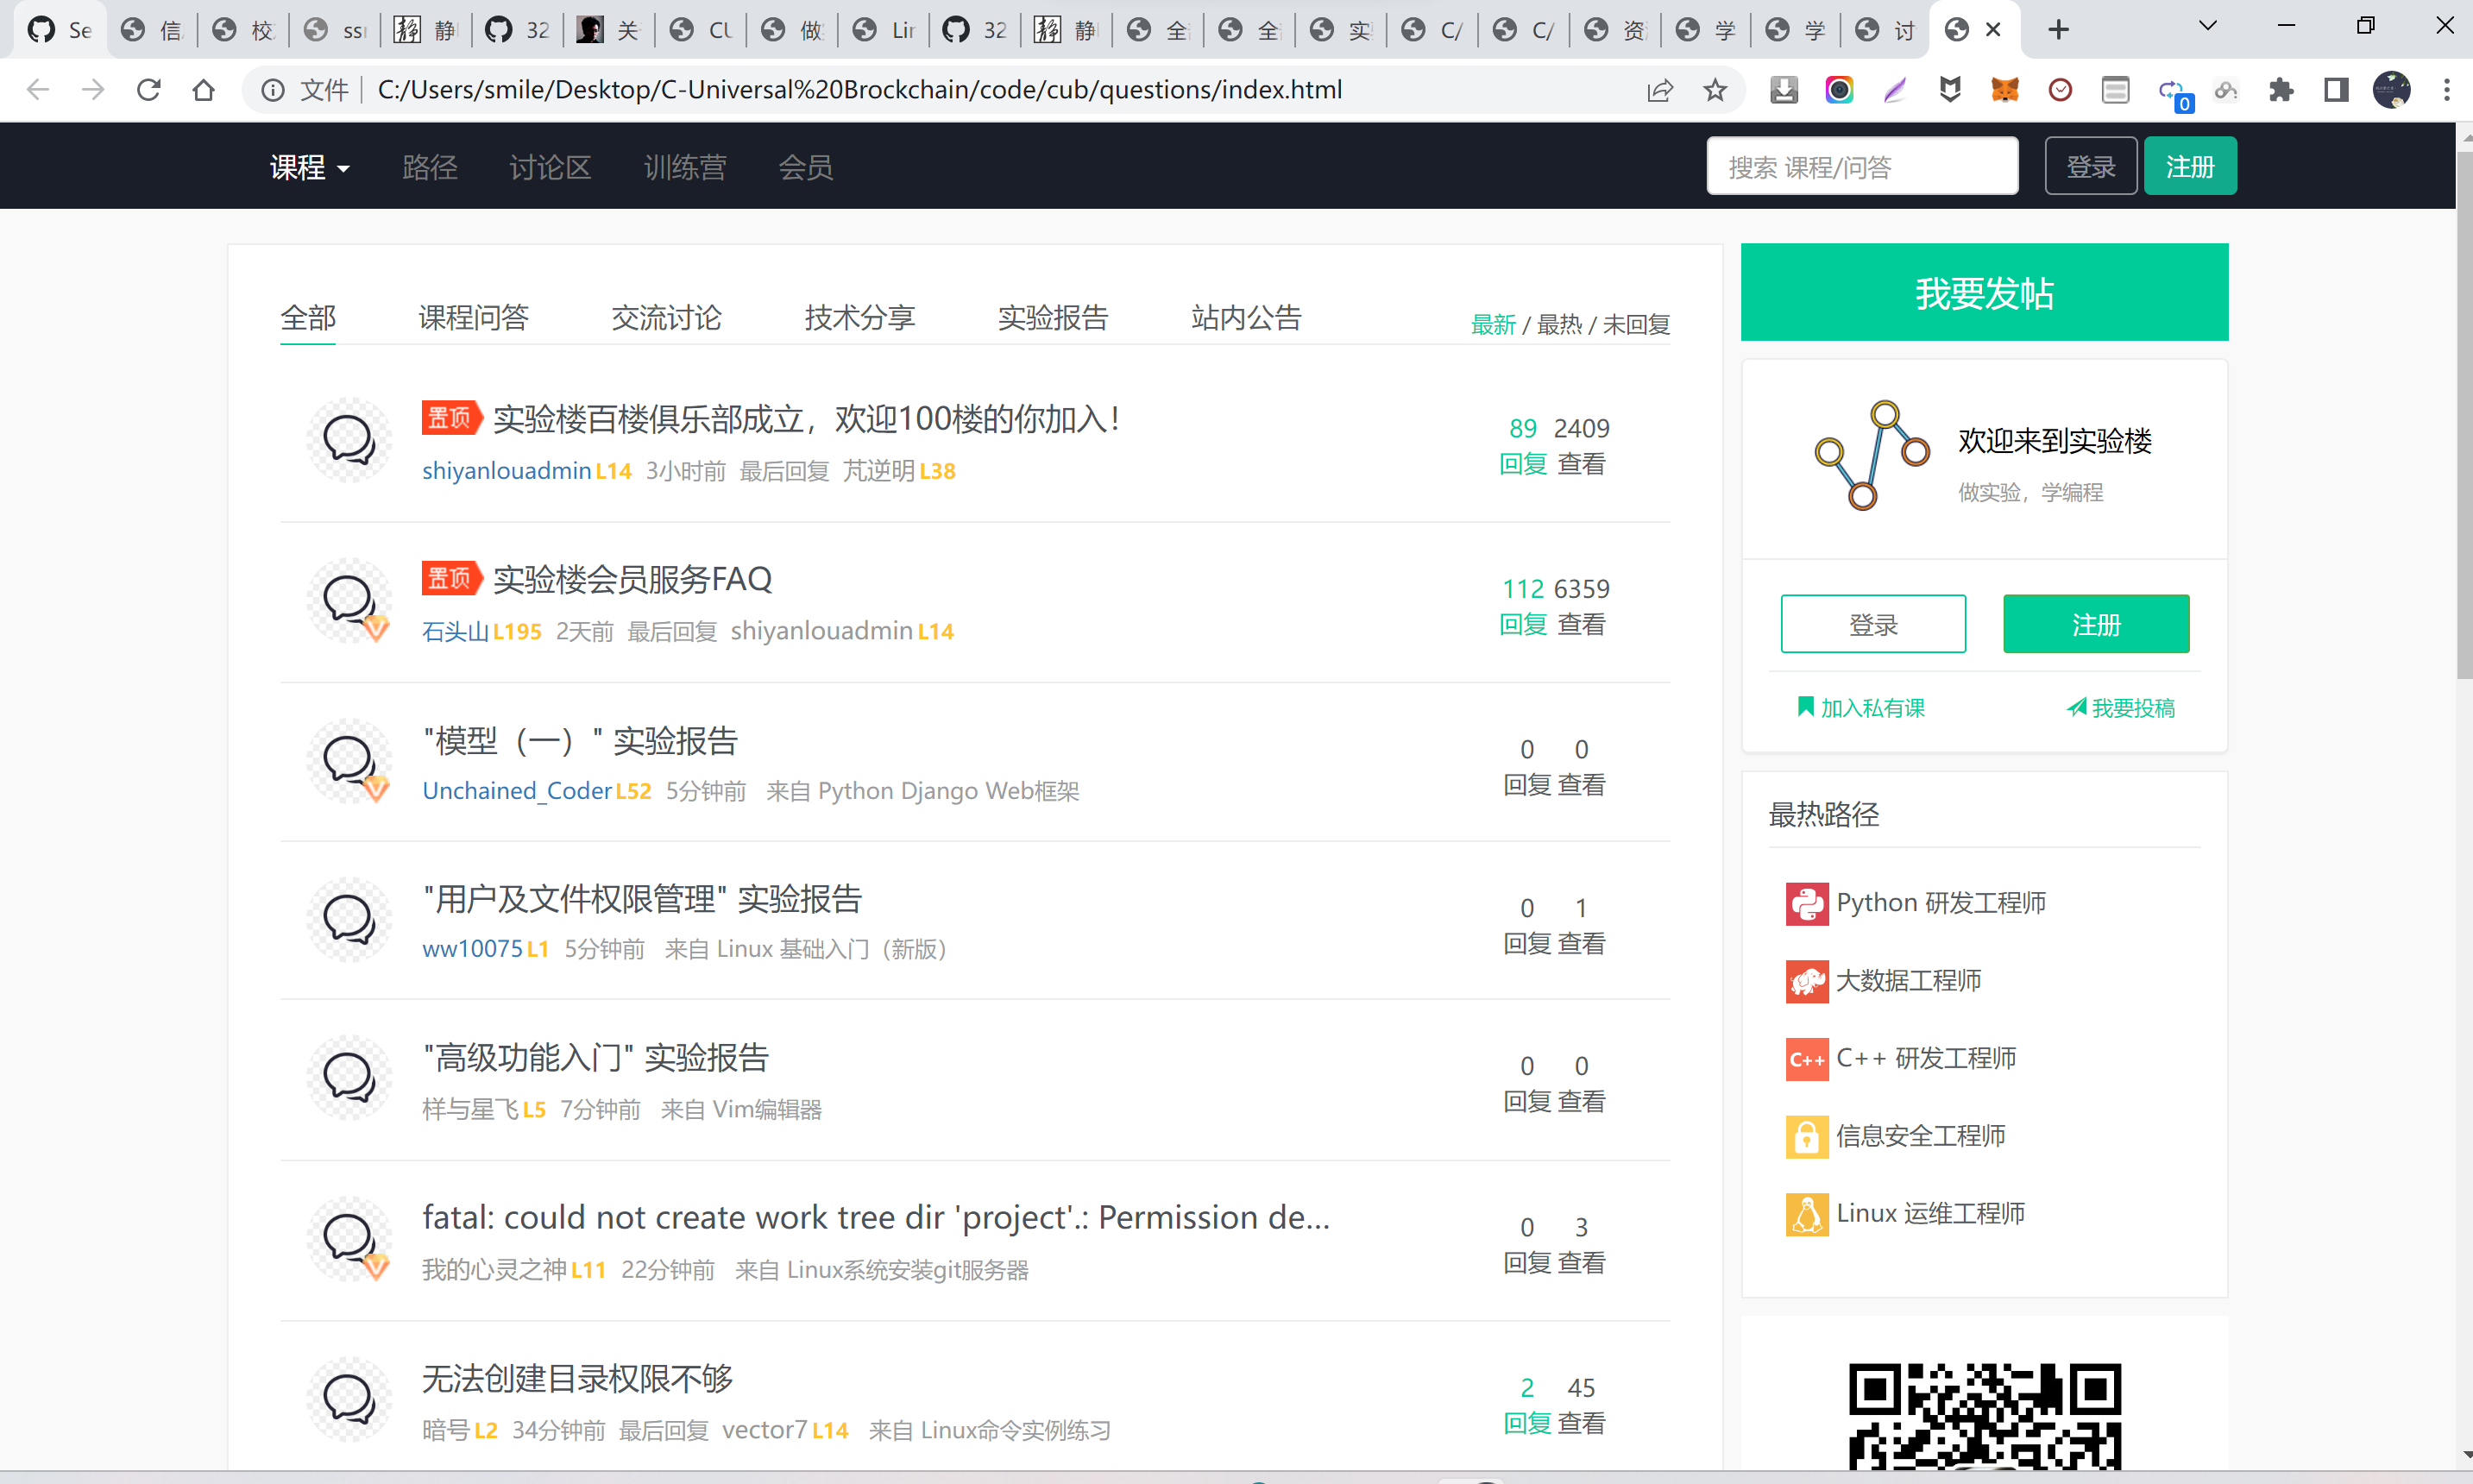 Se
信
校
ssr
静
32
关
CU
做
Lir
32
静
全
全
实
C/
C/
资
学
学
讨
文件
C:/Users/smile/Desktop/C-Universal%20Brockchain/code/cub/questions/index.html
0
课程 路径 讨论区 训练营 会员
搜索 课程/问答
登录 注册
全部 课程问答 交流讨论 技术分享 实验报告 站内公告
最新 / 最热 / 未回复
置顶 实验楼百楼俱乐部成立，欢迎100楼的你加入！
shiyanlouadmin L14 3小时前 最后回复 芃逆明 L38
89 2409
回复 查看
置顶 实验楼会员服务FAQ
石头山 L195 2天前 最后回复 shiyanlouadmin L14
112 6359
回复 查看
"模型（一）" 实验报告
Unchained_Coder L52 5分钟前 来自 Python Django Web框架
0 0
回复 查看
"用户及文件权限管理" 实验报告
ww10075 L1 5分钟前 来自 Linux 基础入门（新版）
0 1
回复 查看
"高级功能入门" 实验报告
样与星飞 L5 7分钟前 来自 Vim编辑器
0 0
回复 查看
fatal: could not create work tree dir 'project'.: Permission de...
我的心灵之神 L11 22分钟前 来自 Linux系统安装git服务器
0 3
回复 查看
无法创建目录权限不够
暗号 L2 34分钟前 最后回复 vector7 L14 来自 Linux命令实例练习
2 45
回复 查看
我要发帖
欢迎来到实验楼
做实验，学编程
登录 注册
加入私有课 我要投稿
最热路径
Python 研发工程师
大数据工程师
C++ C++ 研发工程师
信息安全工程师
Linux 运维工程师